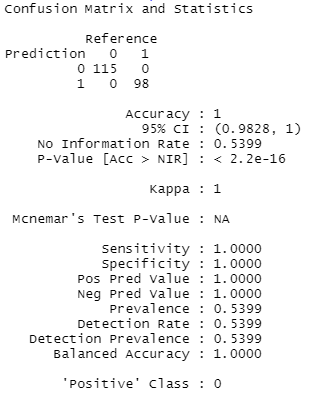 Confusion Matrix and Statistics
Reference
Prediction 0 1
0 115 0
1 0 98
Accuracy : 1
95% CI : (0.9828, 1)
No Information Rate : 0.5399
P-Value [Acc > NIR] : < 2.2e-16
Kappa : 1
Mcnemar's Test P-Value : NA
Sensitivity : 1.0000
Specificity : 1.0000
Pos Pred Value : 1.0000
Neg Pred Value : 1.0000
Prevalence : 0.5399
Detection Rate : 0.5399
Detection Prevalence : 0.5399
Balanced Accuracy : 1.0000
'Positive' Class : 0